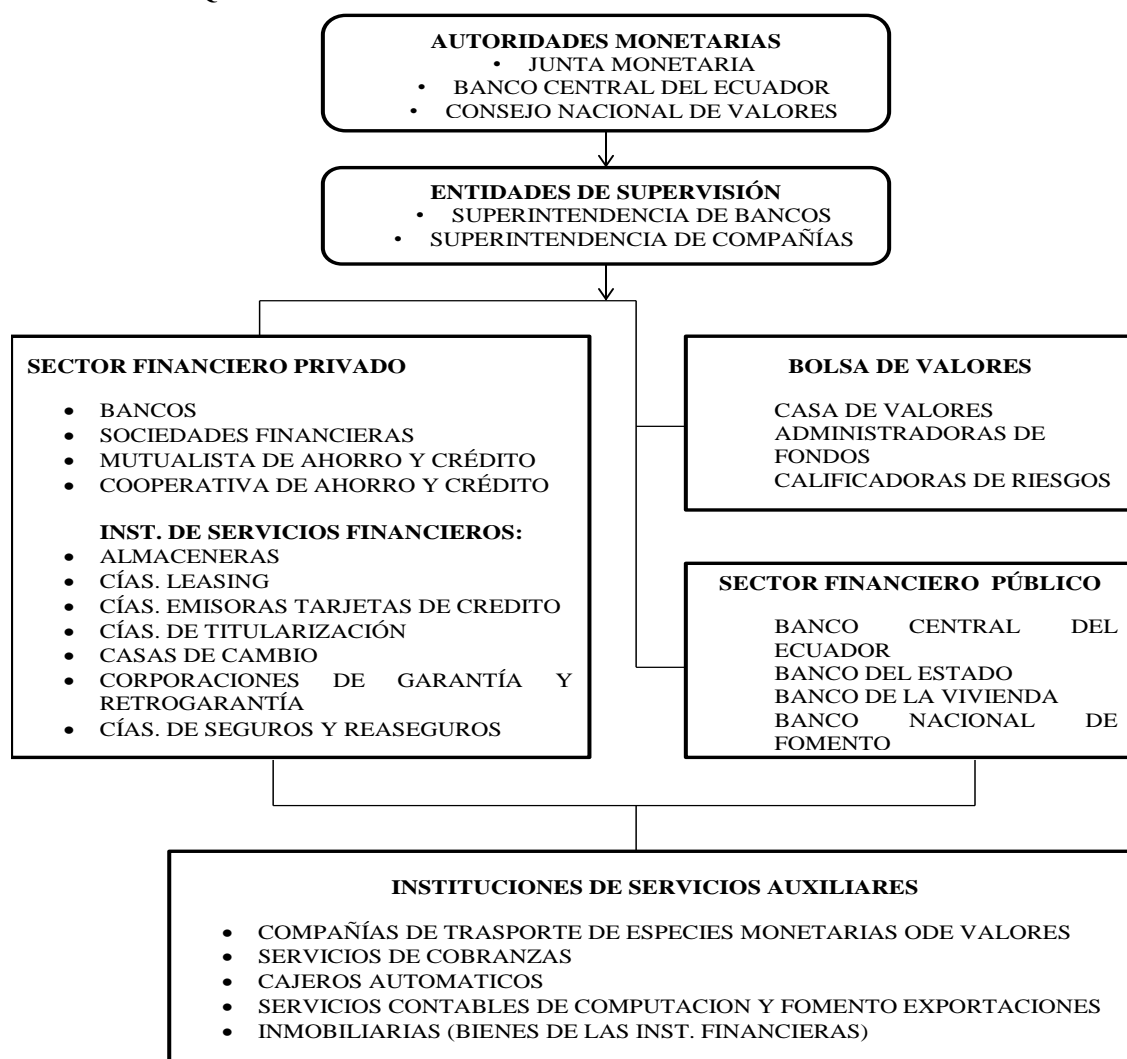 AUTORIDADES MONETARIAS
• JUNTA MONETARIA
• BANCO CENTRAL DEL ECUADOR
• CONSEJO NACIONAL DE VALORES
ENTIDADES DE SUPERVISIÓN
• SUPERINTENDENCIA DE BANCOS
• SUPERINTENDENCIA DE COMPAÑÍAS
SECTOR FINANCIERO PRIVADO
• BANCOS
• SOCIEDADES FINANCIERAS
• MUTUALISTA DE AHORRO Y CRÉDITO
• COOPERATIVA DE AHORRO Y CRÉDITO
INST. DE SERVICIOS FINANCIEROS:
• ALMACENERAS
• CÍAS. LEASING
• CÍAS. EMISORAS TARJETAS DE CREDITO
• CÍAS. DE TITULARIZACIÓN
• CASAS DE CAMBIO
• CORPORACIONES DE GARANTÍA Y
RETROGARANTÍA
• CÍAS. DE SEGUROS Y REASEGUROS
BOLSA DE VALORES
CASA DE VALORES
ADMINISTRADORAS DE
FONDOS
CALIFICADORAS DE RIESGOS
SECTOR FINANCIERO PÚBLICO
BANCO CENTRAL DEL
ECUADOR
BANCO DEL ESTADO
BANCO DE LA VIVIENDA
BANCO NACIONAL DE
FOMENTO
INSTITUCIONES DE SERVICIOS AUXILIARES
• COMPAÑÍAS DE TRASPORTE DE ESPECIES MONETARIAS ODE VALORES
• SERVICIOS DE COBRANZAS
• CAJEROS AUTOMATICOS
• SERVICIOS CONTABLES DE COMPUTACION Y FOMENTO EXPORTACIONES
• INMOBILIARIAS (BIENES DE LAS INST. FINANCIERAS)